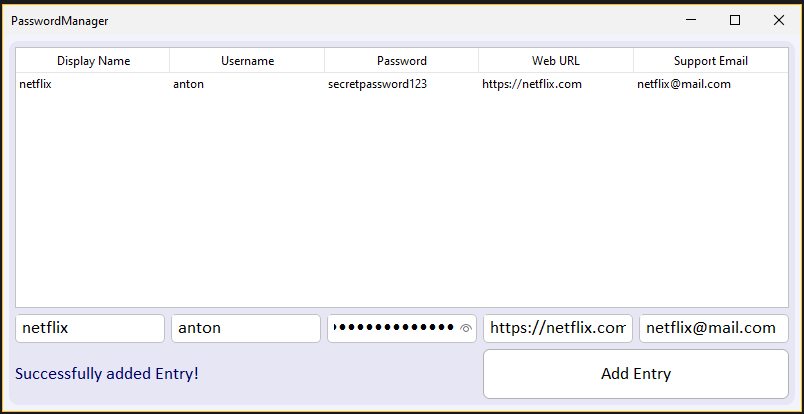 PasswordManager
Display Name Username Password Web URL Support Email
netflix anton secretpassword123 https://netflix.com netflix@mail.com
netflix anton https://netflix.com netflix@mail.com
Successfully added Entry! Add Entry